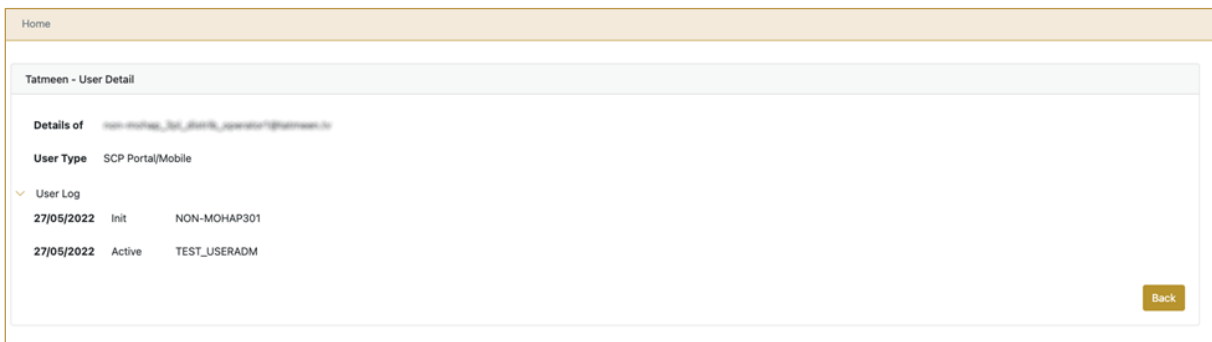 Home
Tatmeen - User Detail
Details of
User Type SCP Portal/Mobile
User Log
27/05/2022 Init NON-MOHAP301
27/05/2022 Active TEST_USERADM
Back